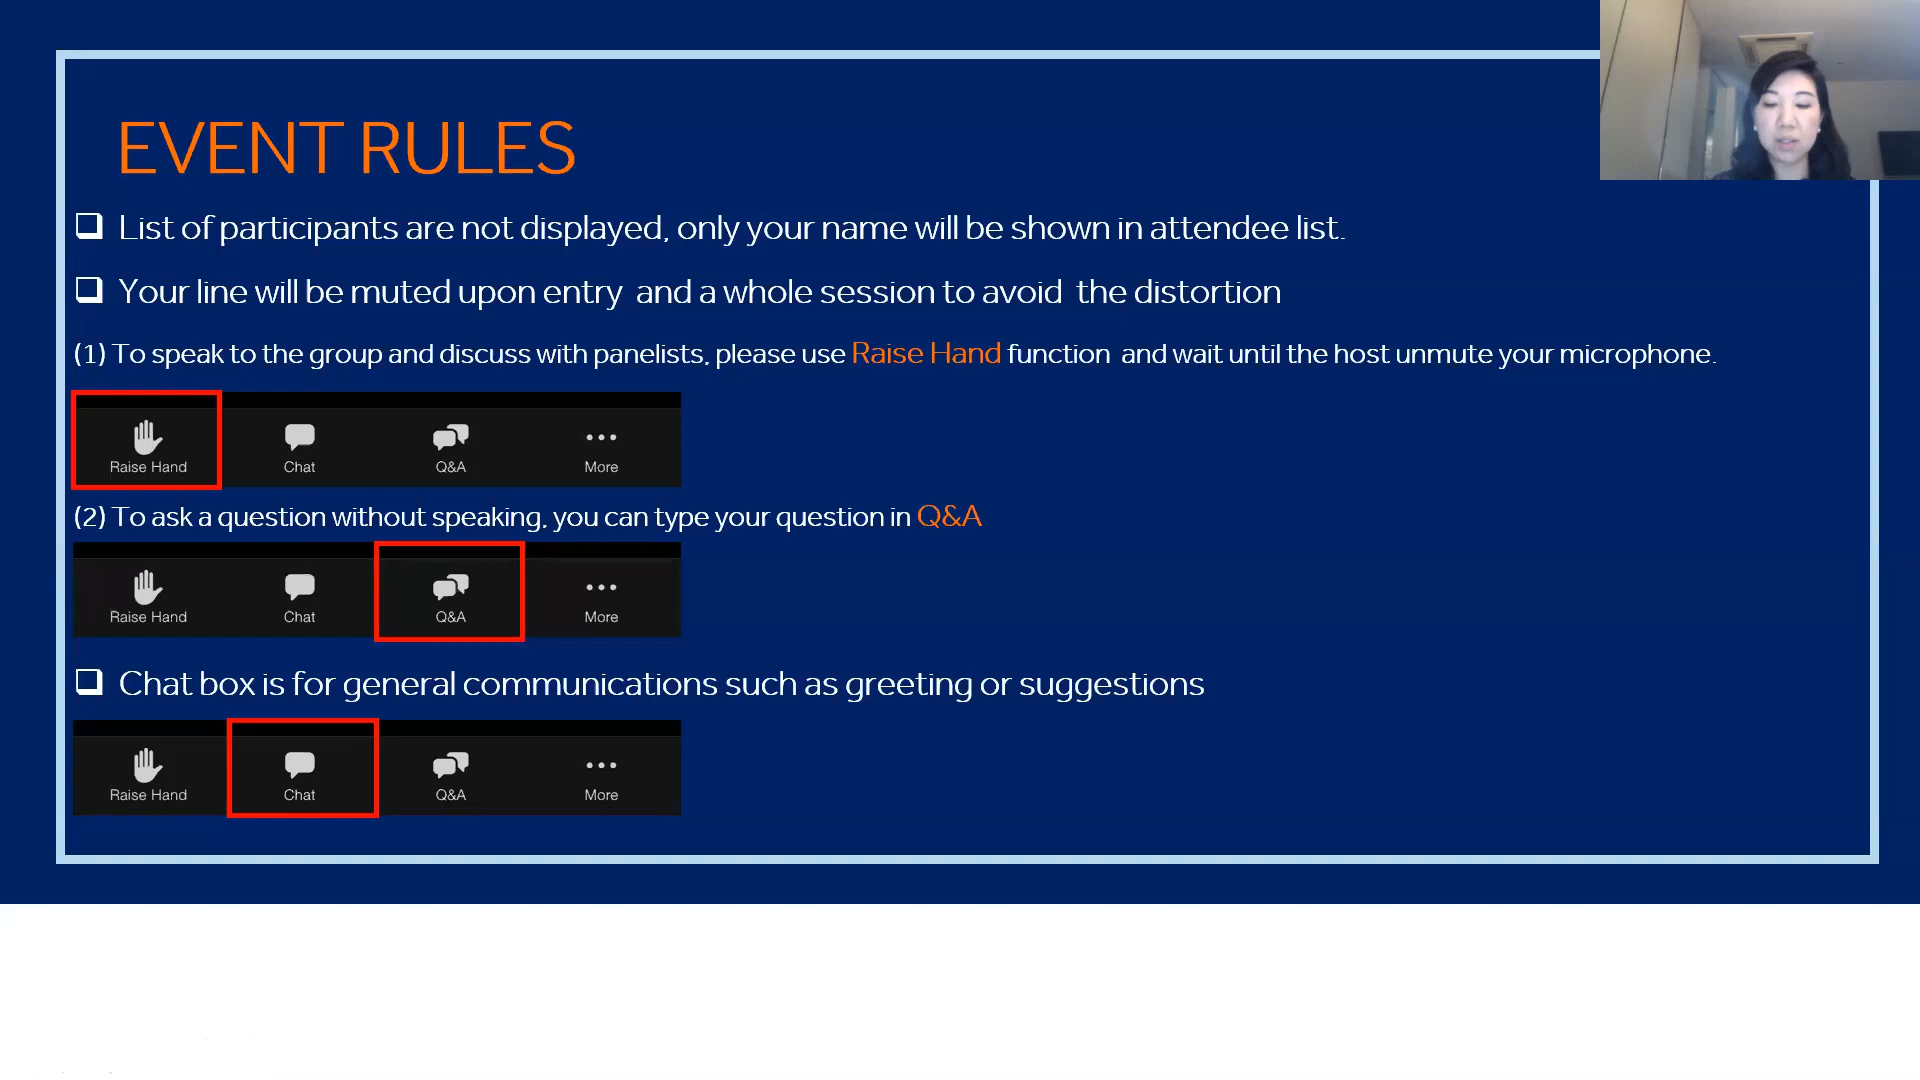 EVENT RULES
List of participants are not displayed, only your name will be shown in attendee list.
Your line will be muted upon entry and a whole session to avoid the distortion
(1) To speak to the group and discuss with panelists, please use Raise Hand function and wait until the host unmute your microphone.
Raise Hand Chat Q&A More
(2) To ask a question without speaking, you can type your question in Q&A
Raise Hand Chat Q&A More
Chat box is for general communications such as greeting or suggestions
Raise Hand Chat Q&A More